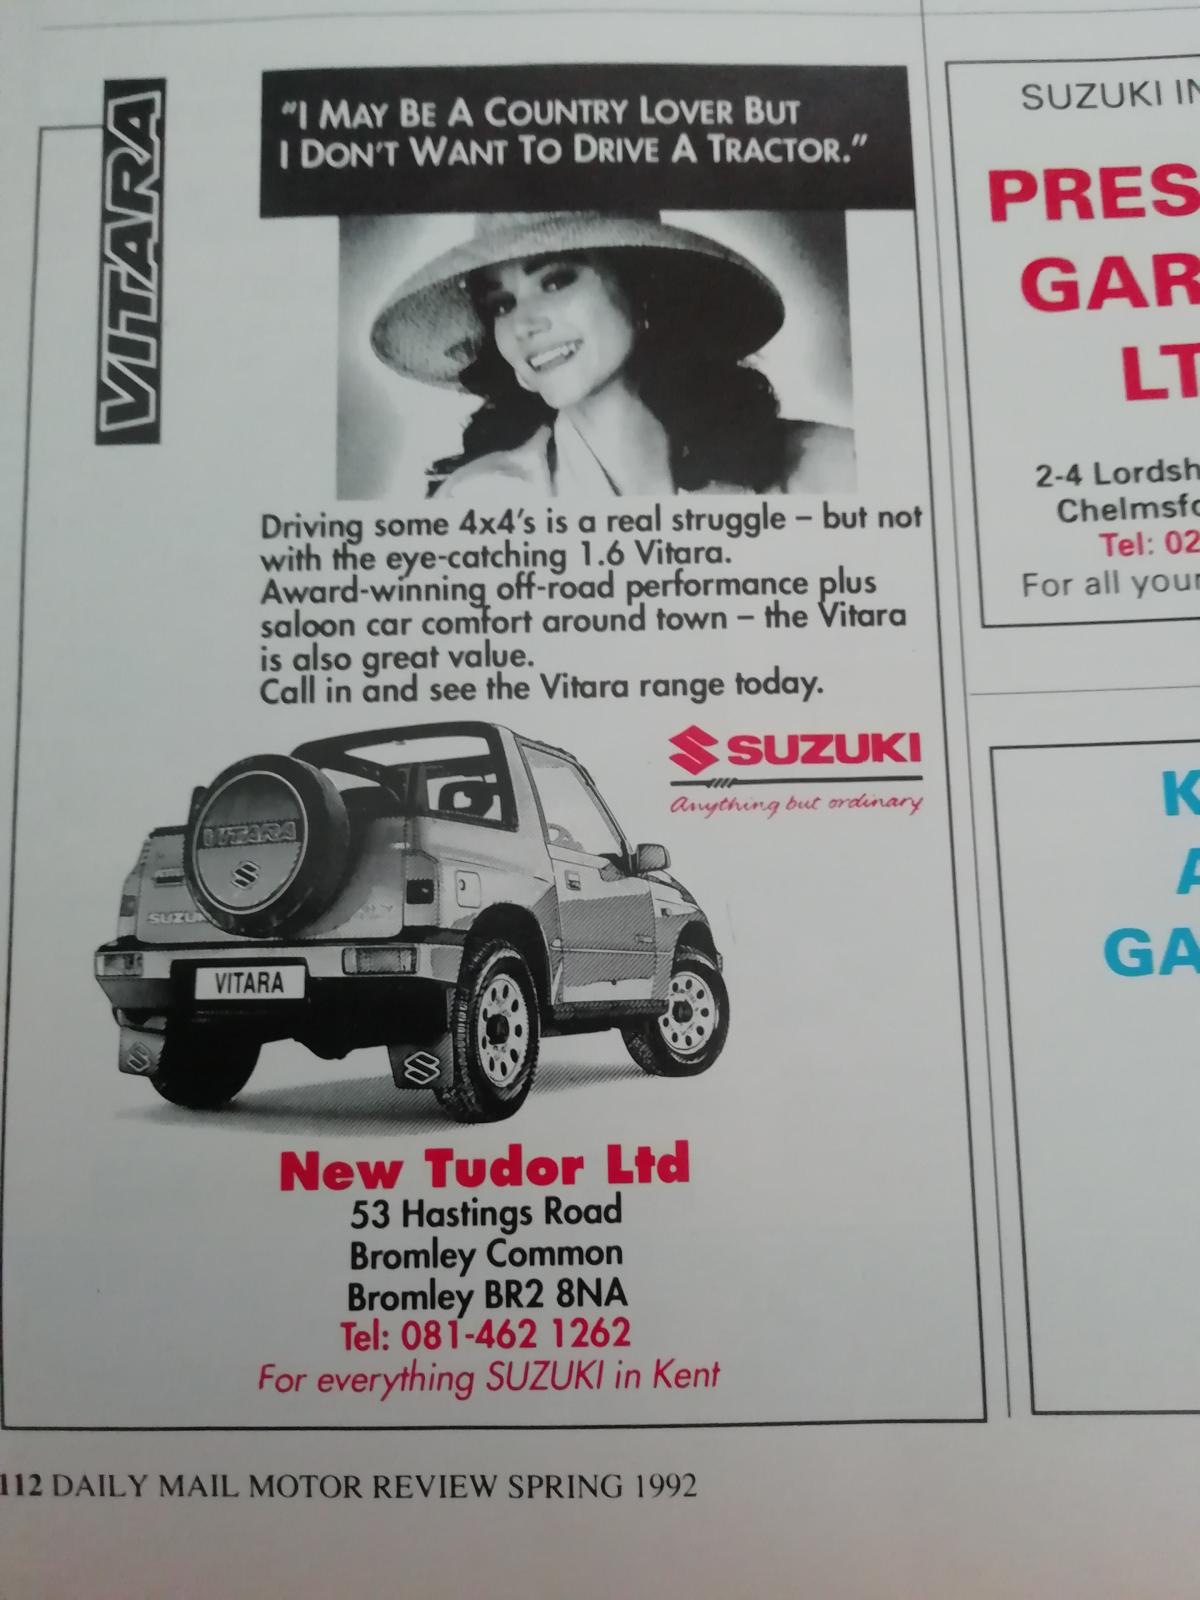 VITARA
"I MAY BE A COUNTRY LOVER BUT
I DON'T WANT TO DRIVE A TRACTOR."
Driving some 4x4's is a real struggle – but not
with the eye-catching 1.6 Vitara.
Award-winning off-road performance plus
saloon car comfort around town – the Vitara
is also great value.
Call in and see the Vitara range today.
SUZUKI
Anything but ordinary
VITARA
SUZUKI
VITARA
New Tudor Ltd
53 Hastings Road
Bromley Common
Bromley BR2 8NA
Tel: 081-462 1262
For everything SUZUKI in Kent
112 DAILY MAIL MOTOR REVIEW SPRING 1992
SUZUKI IN
PRES
GAR
LT
2-4 Lordsh
Chelmsfo
Tel: 02
For all your
K
A
GA